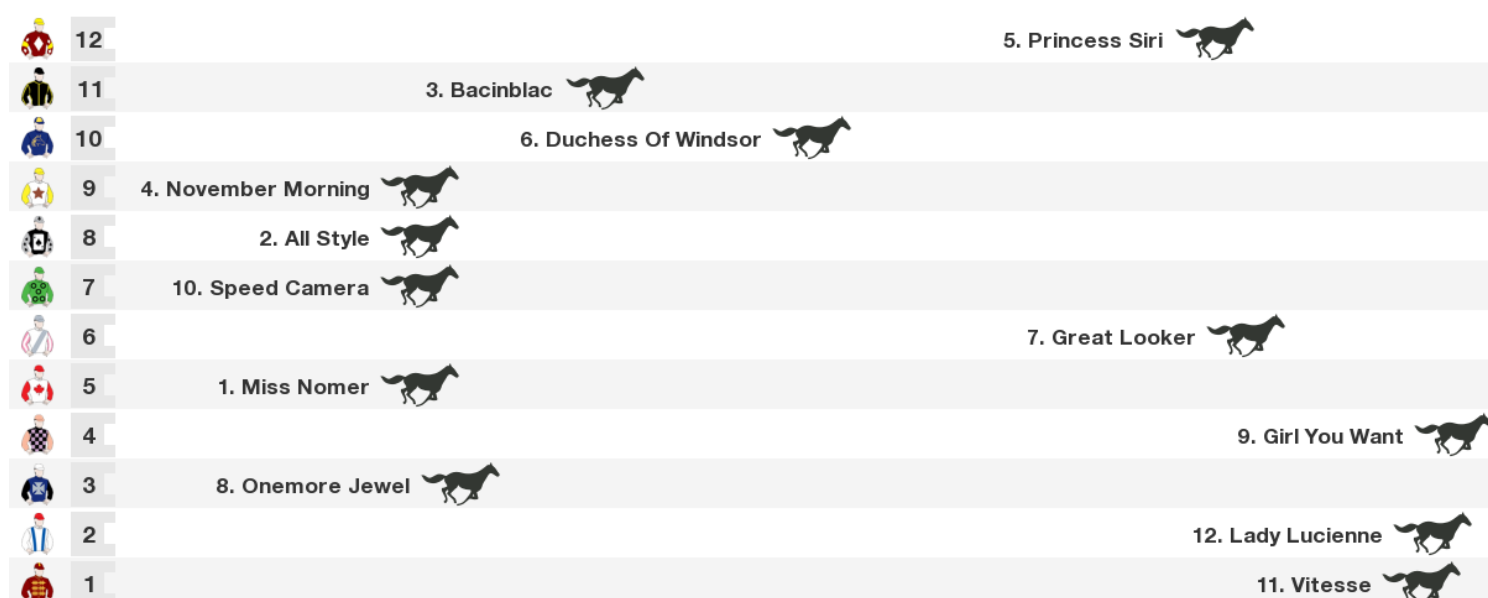 12 5. Princess Siri
11 3. Bacinblac
10 6. Duchess Of Windsor
9 4. November Morning
8 2. All Style
7 10. Speed Camera
6 7. Great Looker
5 1. Miss Nomer
4 9. Girl You Want
3 8. Onemore Jewel
2 12. Lady Lucienne
1 11. Vitesse